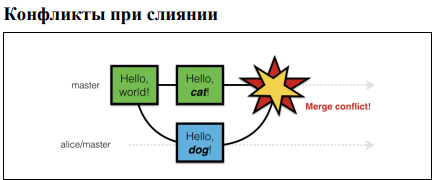 Конфликты при слиянии
master
Hello,
world!
Hello,
cat!
Merge conflict!
alice/master
Hello,
dog!